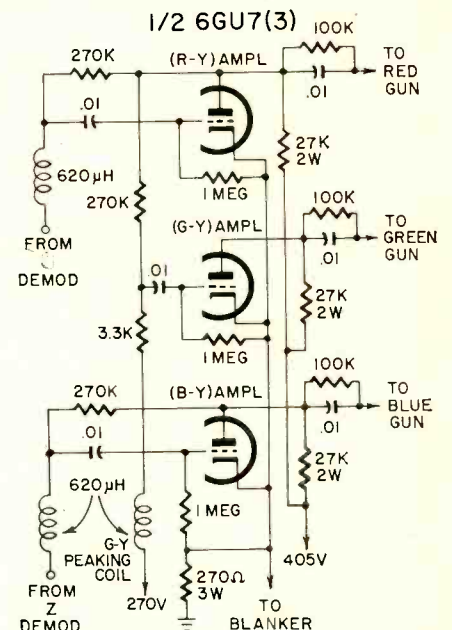 1/2 6GU7(3)
270K
(R-Y)AMPL
100K
TO
RED
GUN
.01
.01
620µH
270K
1 MEG
27K
2W
FROM
DEMOD
(G-Y)AMPL
100K
TO
GREEN
GUN
.01
.01
3.3K
1 MEG
27K
2W
270K
(B-Y)AMPL
100K
TO
BLUE
GUN
.01
.01
620µH
1 MEG
27K
2W
G-Y
PEAKING
COIL
405V
FROM
Z
DEMOD
270V
270Ω
3W
TO
BLANKER